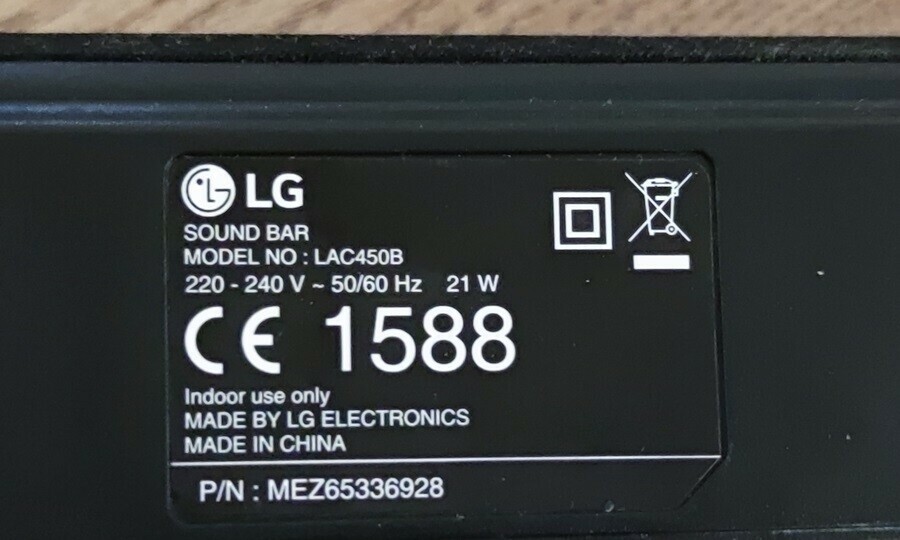 LG
SOUND BAR
MODEL NO : LAC450B
220 - 240 V ~ 50/60 Hz 21 W
CE 1588
Indoor use only
MADE BY LG ELECTRONICS
MADE IN CHINA
P/N : MEZ65336928